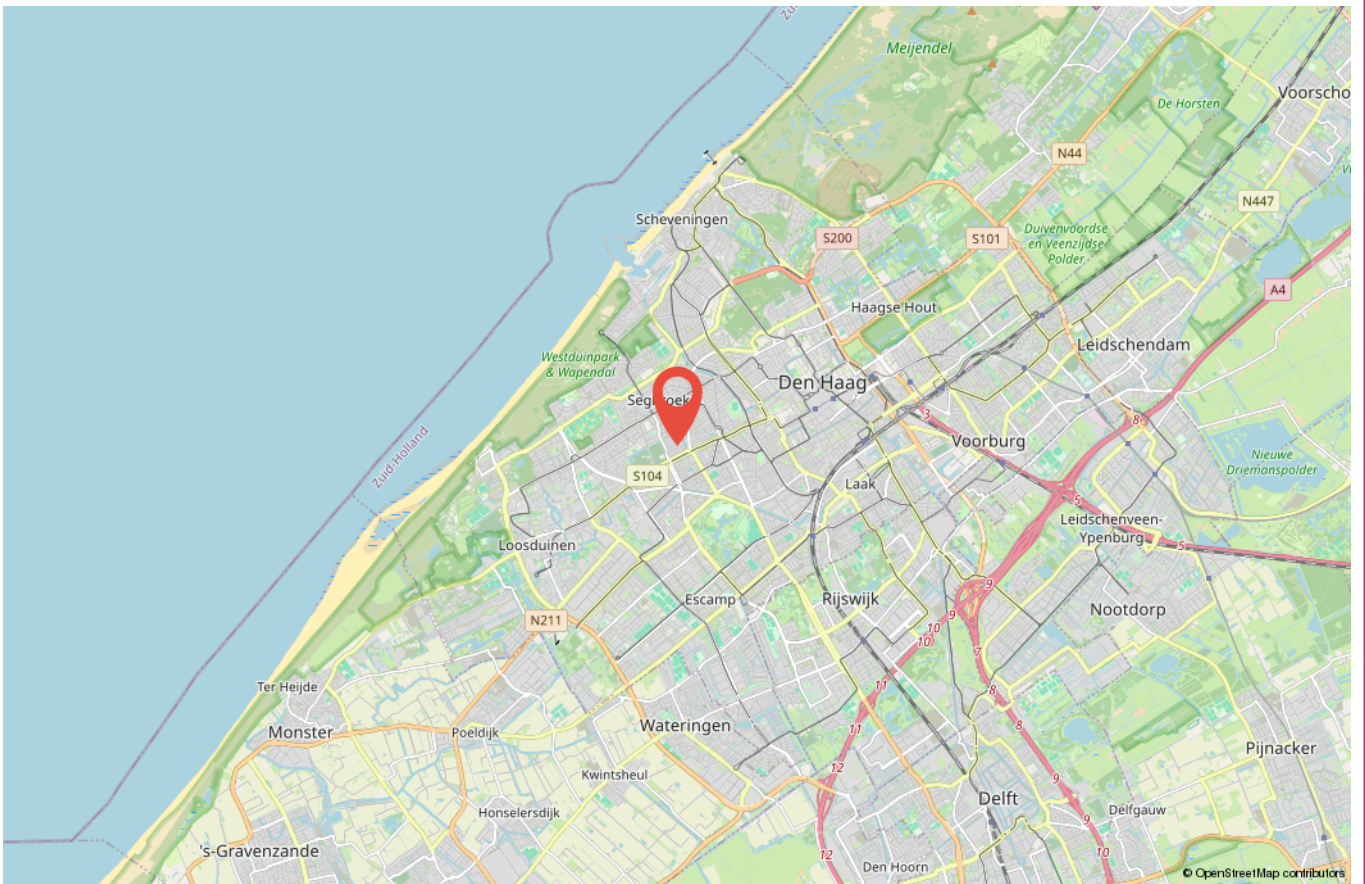 Meijendel
Voorscho
De Horsten
N44
N447
Scheveningen
Duivenvoordse
en Veenzijdse
Polder
S200
S101
A4
Haagse Hout
Leidschendam
Westduinpark
& Wapendal
Den Haag
3
8
Zuid-Holland
Voorburg
Nieuwe
Driemanspolder
S104
Laak
5
Leidschenveen-
Ypenburg
5
Loosduinen
9
Escamp
Rijswijk
9
Nootdorp
N211
10
10
7
Ter Heijde
11
8
Monster
Poeldijk
Wateringen
11
8
Pijnacker
Kwintsheul
12
9
Delft
Honselersdijk
Delfgauw
9
's-Gravenzande
12
10
Den Hoorn
© OpenStreetMap contributors